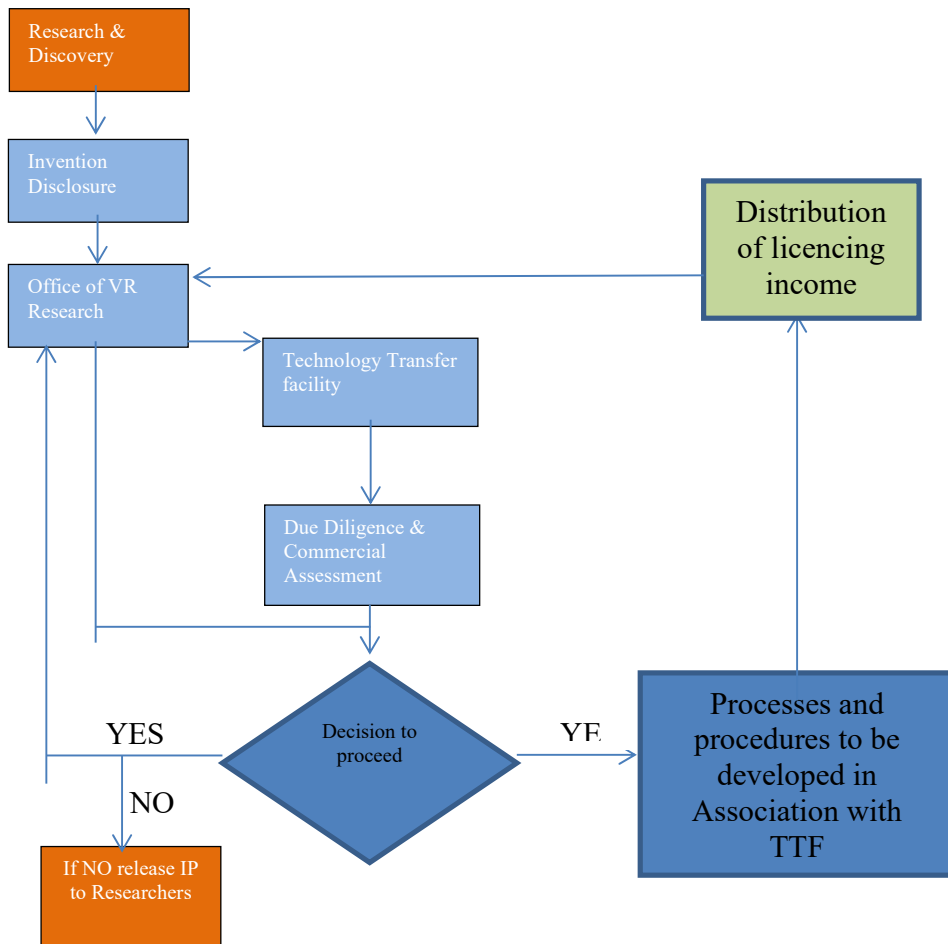 Research &
Discovery
Invention
Disclosure
Distribution
of licencing
income
Office of VR
Research
Technology Transfer
facility
Due Diligence &
Commercial
Assessment
Decision to
proceed
YES
YE
NO
Processes and
procedures to be
developed in
Association with
TTF
If NO release IP
to Researchers